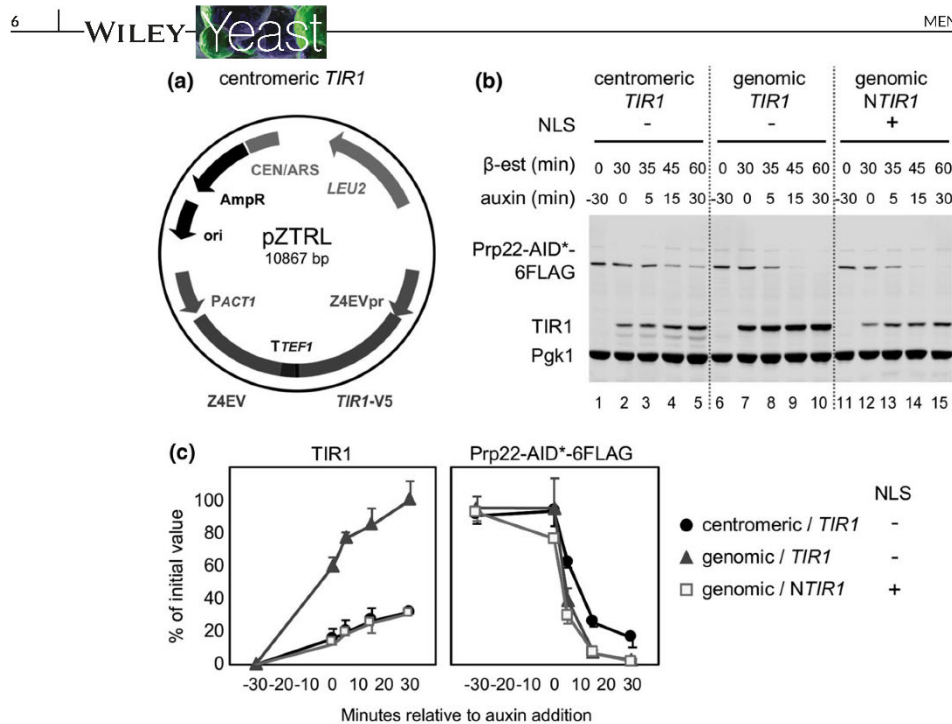 6 WILEY Yeast MEN
(a) centromeric TIR1
CEN/ARS
LEU2
AmpR
ori
pZTRL
10867 bp
PACT1
Z4EVpr
TTEF1
Z4EV
TIR1-V5
(b) centromeric TIR1 genomic TIR1 genomic NTIR1
NLS - - +
β-est (min) 0 30 35 45 60 0 30 35 45 60 0 30 35 45 60
auxin (min) -30 0 5 15 30 -30 0 5 15 30 -30 0 5 15 30
Prp22-AID*-
6FLAG
TIR1
Pgk1
1 2 3 4 5 6 7 8 9 10 11 12 13 14 15
(c) TIR1 Prp22-AID*-6FLAG
% of initial value
100
80
60
40
20
0
-30 -20 -10 0 10 20 30 -30 -20 -10 0 10 20 30
Minutes relative to auxin addition
NLS
centromeric / TIR1 -
genomic / TIR1 -
genomic / NTIR1 +